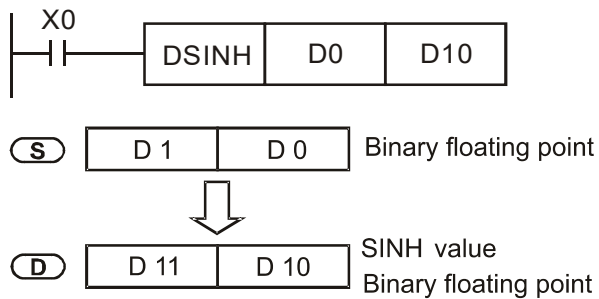 X0
DSINH D0 D10
S D 1 D 0 Binary floating point
SINH value
D D 11 D 10
Binary floating point